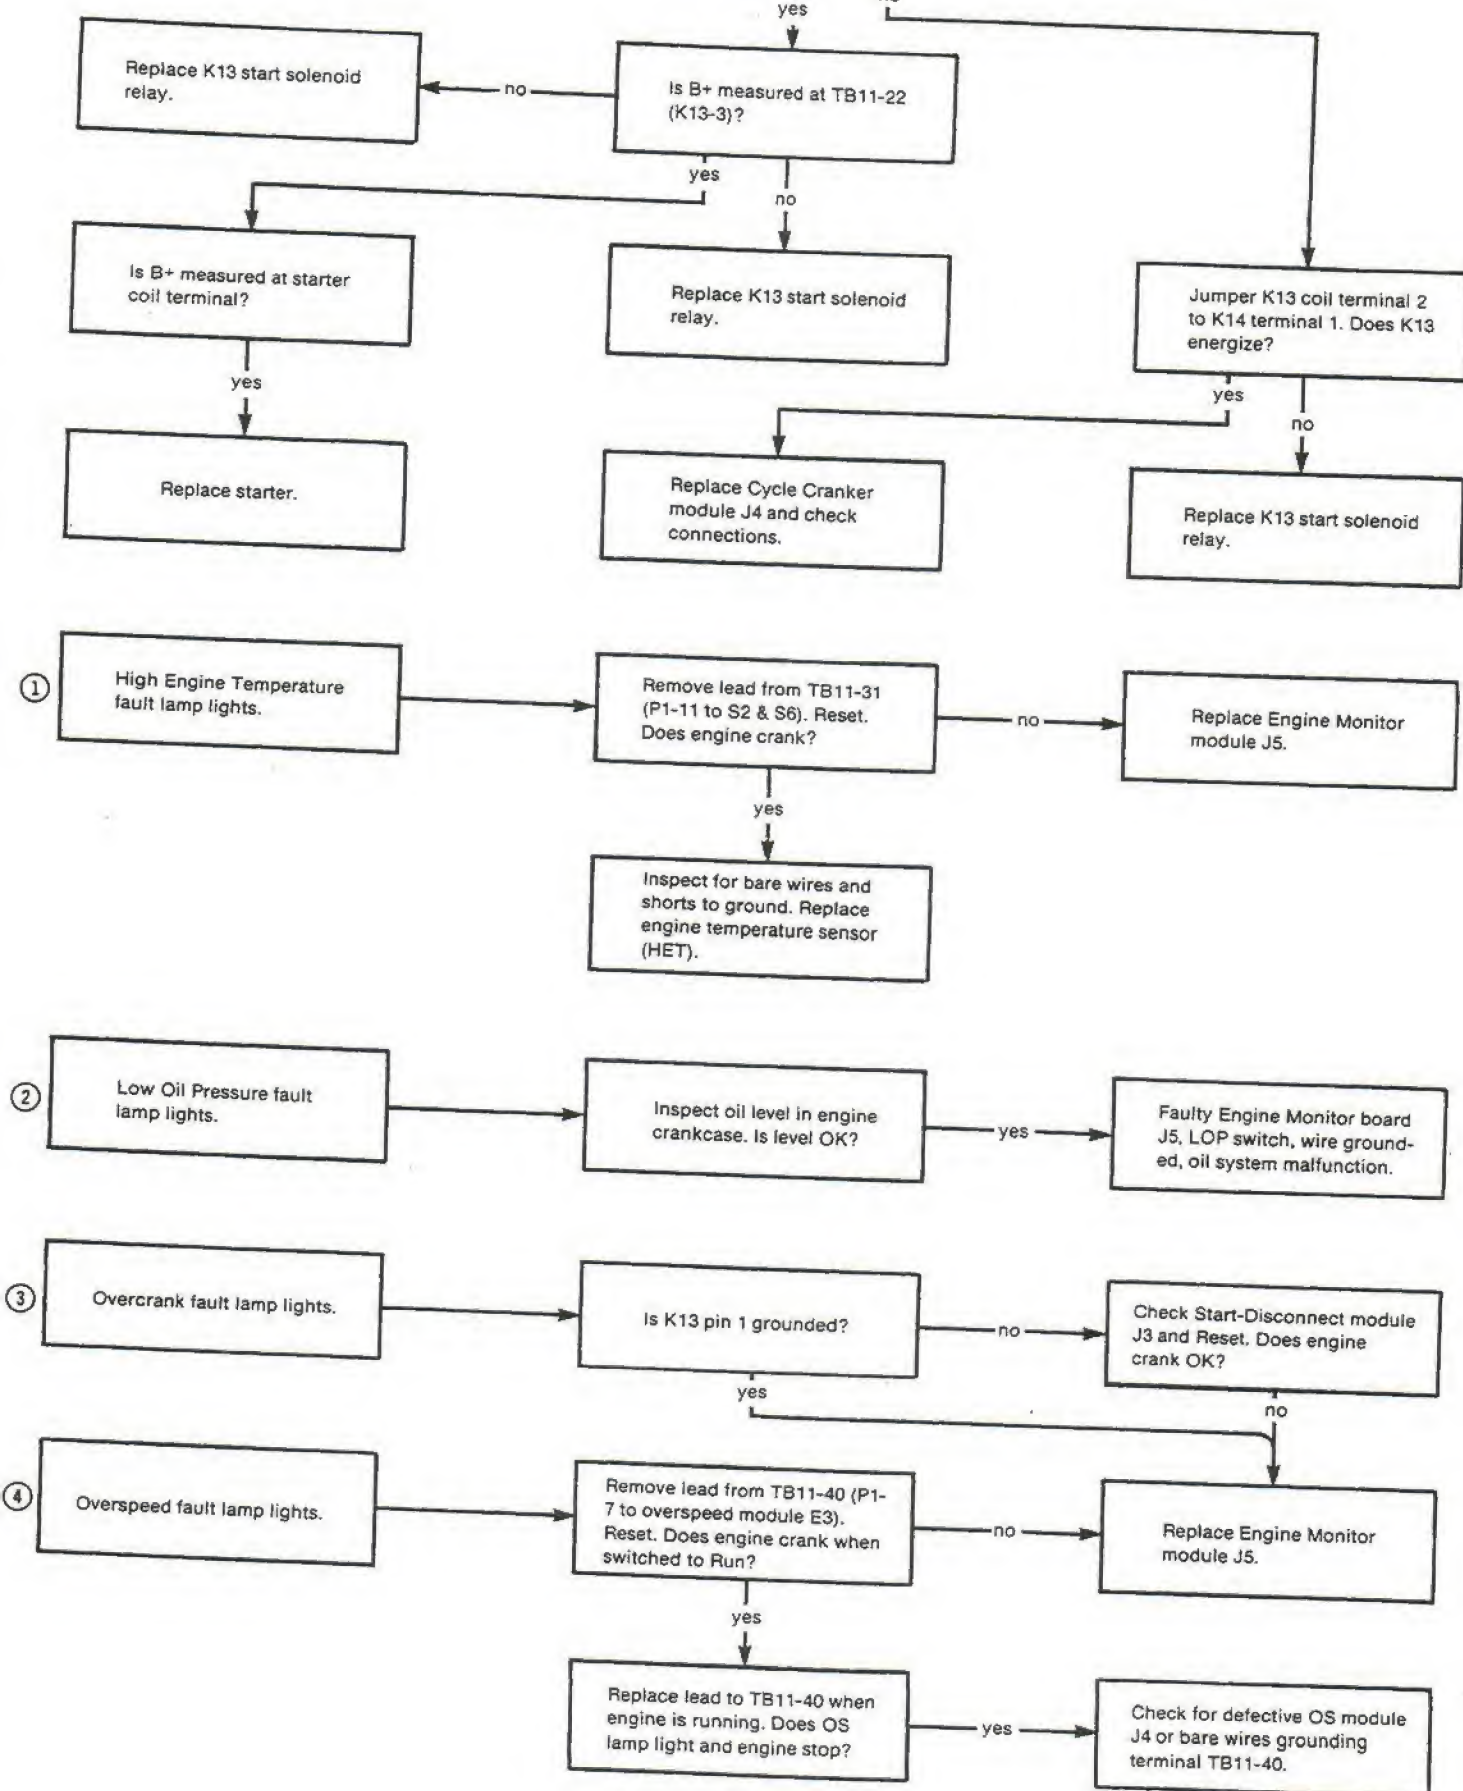 yes
Replace K13 start solenoid
relay.
no
Is B+ measured at TB11-22
(K13-3)?
yes
no
Is B+ measured at starter
coil terminal?
Replace K13 start solenoid
relay.
Jumper K13 coil terminal 2
to K14 terminal 1. Does K13
energize?
yes
yes
no
Replace starter.
Replace Cycle Cranker
module J4 and check
connections.
Replace K13 start solenoid
relay.
1
High Engine Temperature
fault lamp lights.
Remove lead from TB11-31
(P1-11 to S2 & S6). Reset.
Does engine crank?
no
Replace Engine Monitor
module J5.
yes
Inspect for bare wires and
shorts to ground. Replace
engine temperature sensor
(HET).
2
Low Oil Pressure fault
lamp lights.
Inspect oil level in engine
crankcase. Is level OK?
yes
Faulty Engine Monitor board
J5, LOP switch, wire ground-
ed, oil system malfunction.
3
Overcrank fault lamp lights.
Is K13 pin 1 grounded?
no
Check Start-Disconnect module
J3 and Reset. Does engine
crank OK?
yes
no
4
Overspeed fault lamp lights.
Remove lead from TB11-40 (P1-
7 to overspeed module E3).
Reset. Does engine crank when
switched to Run?
no
Replace Engine Monitor
module J5.
yes
Replace lead to TB11-40 when
engine is running. Does OS
lamp light and engine stop?
yes
Check for defective OS module
J4 or bare wires grounding
terminal TB11-40.